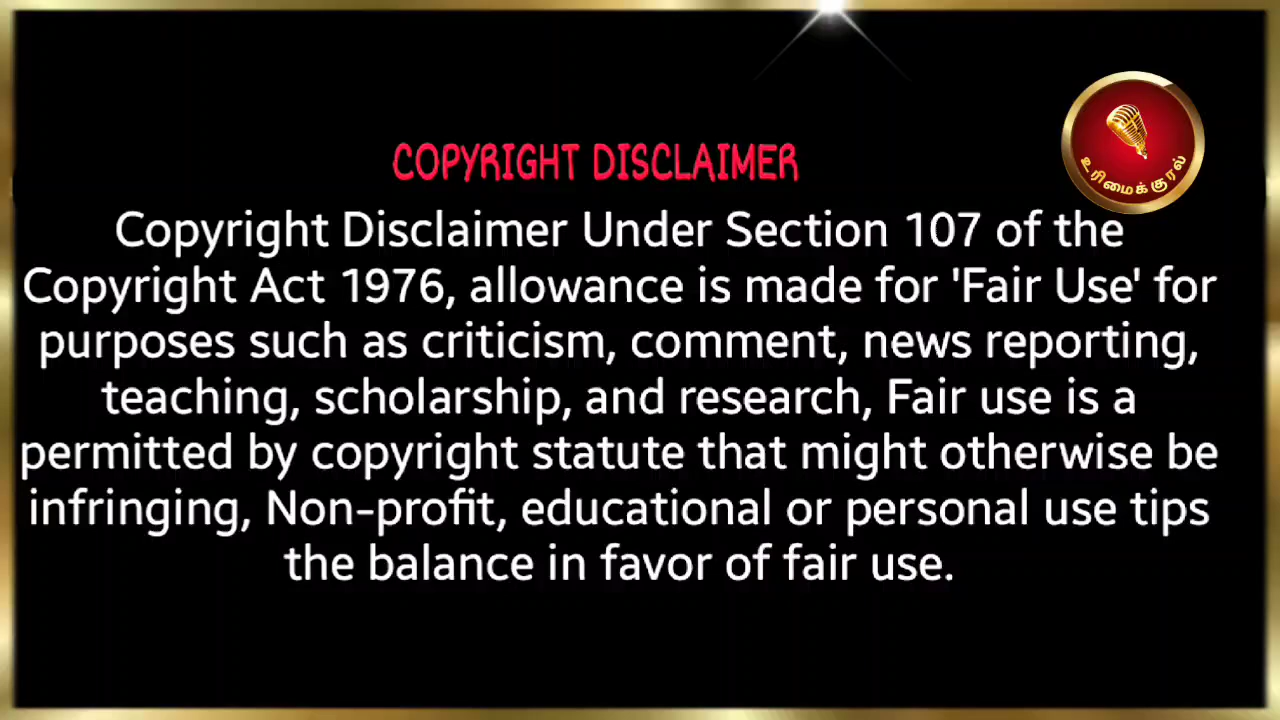 COPYRIGHT DISCLAIMER
உரிமைக்குரல்
Copyright Disclaimer Under Section 107 of the
Copyright Act 1976, allowance is made for 'Fair Use' for
purposes such as criticism, comment, news reporting,
teaching, scholarship, and research, Fair use is a
permitted by copyright statute that might otherwise be
infringing, Non-profit, educational or personal use tips
the balance in favor of fair use.